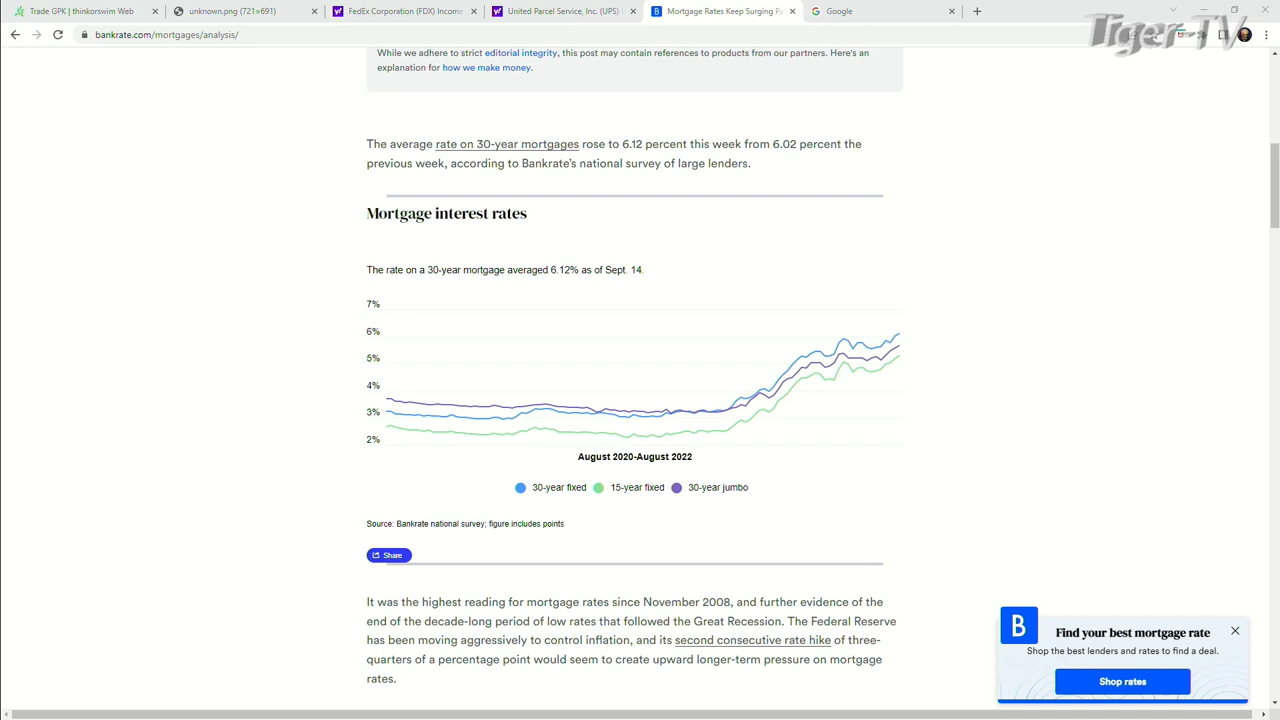 Trade GPK | thinkorswim Web
unknown.png (721×691)
FedEx Corporation (FDX) Income
United Parcel Service, Inc. (UPS) I
Mortgage Rates Keep Surging Pa
Google
Tiger-TV
bankrate.com/mortgages/analysis/
While we adhere to strict editorial integrity, this post may contain references to products from our partners. Here's an
explanation for how we make money.
The average rate on 30-year mortgages rose to 6.12 percent this week from 6.02 percent the
previous week, according to Bankrate's national survey of large lenders.
Mortgage interest rates
The rate on a 30-year mortgage averaged 6.12% as of Sept. 14.
7%
6%
5%
4%
3%
2%
August 2020-August 2022
30-year fixed 15-year fixed 30-year jumbo
Source: Bankrate national survey; figure includes points
Share
It was the highest reading for mortgage rates since November 2008, and further evidence of the
end of the decade-long period of low rates that followed the Great Recession. The Federal Reserve
has been moving aggressively to control inflation, and its second consecutive rate hike of three-
quarters of a percentage point would seem to create upward longer-term pressure on mortgage
rates.
B
Find your best mortgage rate
Shop the best lenders and rates to find a deal.
Shop rates